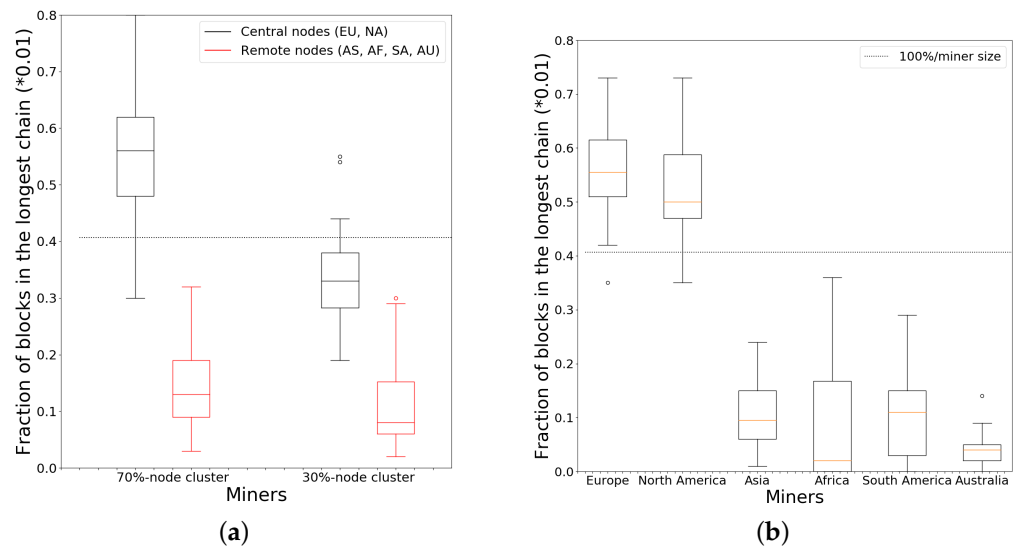 Fraction of blocks in the longest chain (*0.01)
0.8
0.7
0.6
0.5
0.4
0.3
0.2
0.1
0.0
Central nodes (EU, NA)
Remote nodes (AS, AF, SA, AU)
70%-node cluster
30%-node cluster
Miners
(a)
Fraction of blocks in the longest chain (*0.01)
0.8
0.7
0.6
0.5
0.4
0.3
0.2
0.1
0.0
100%/miner size
Europe
North America
Asia
Africa
South America
Australia
Miners
(b)